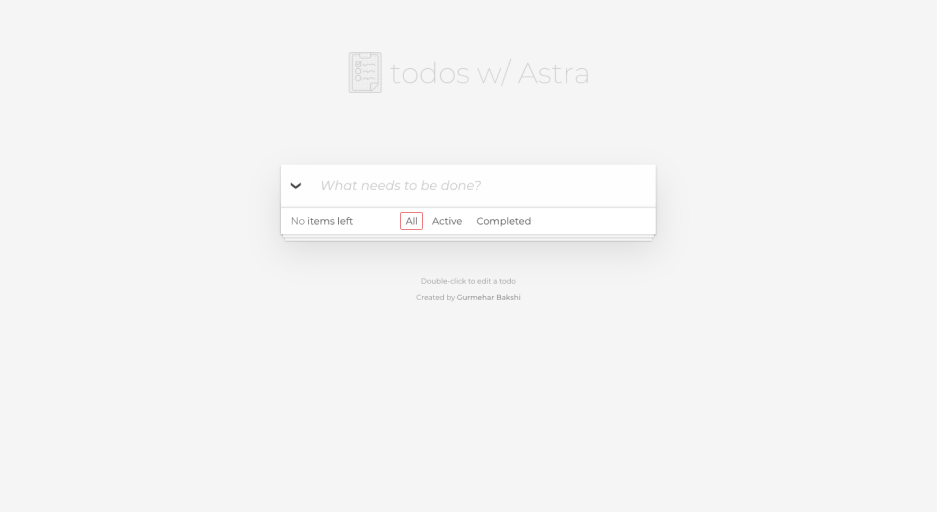 todos w/ Astra
What needs to be done?
No items left All Active Completed
Double-click to edit a todo
Created by Gurmehar Bakshi